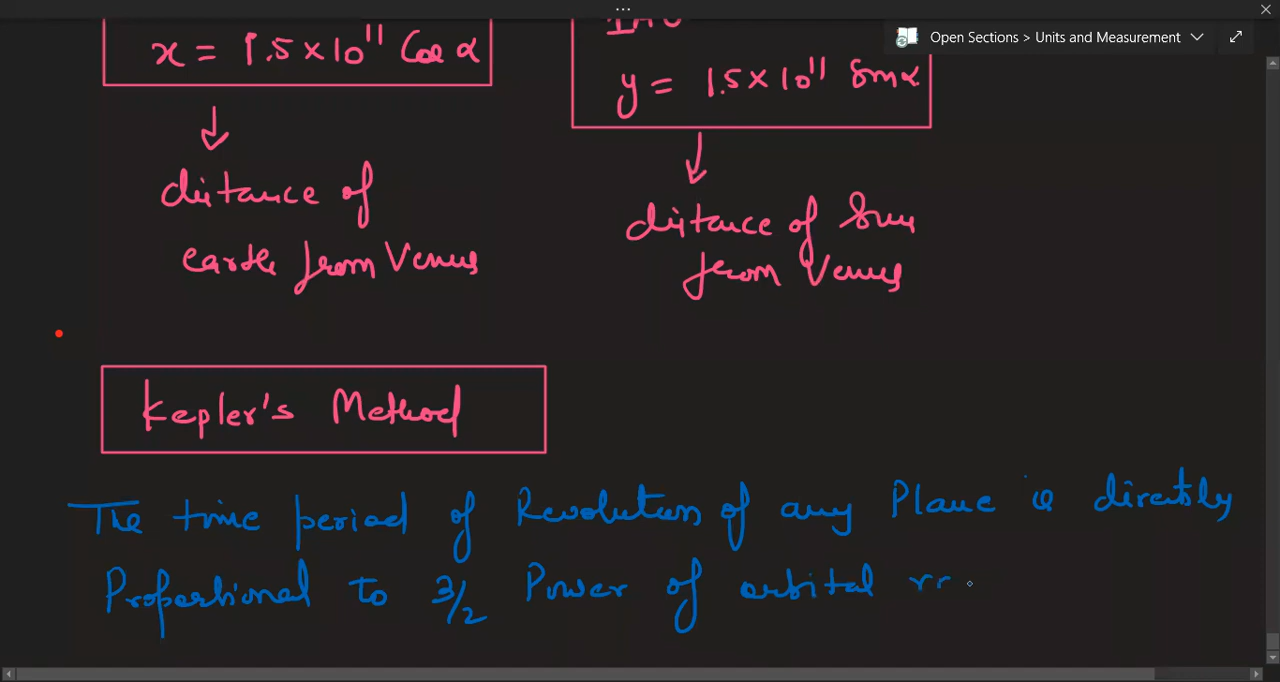 Open Sections > Units and Measurement
x = 1.5 × 10¹¹ Cos α
y = 1.5 × 10¹¹ Sin α
distance of
earth from Venus
distance of Sun
from Venus
Kepler's Method
The time period of Revolution of any Plane is directly
Proportional to 3/2 Power of orbital